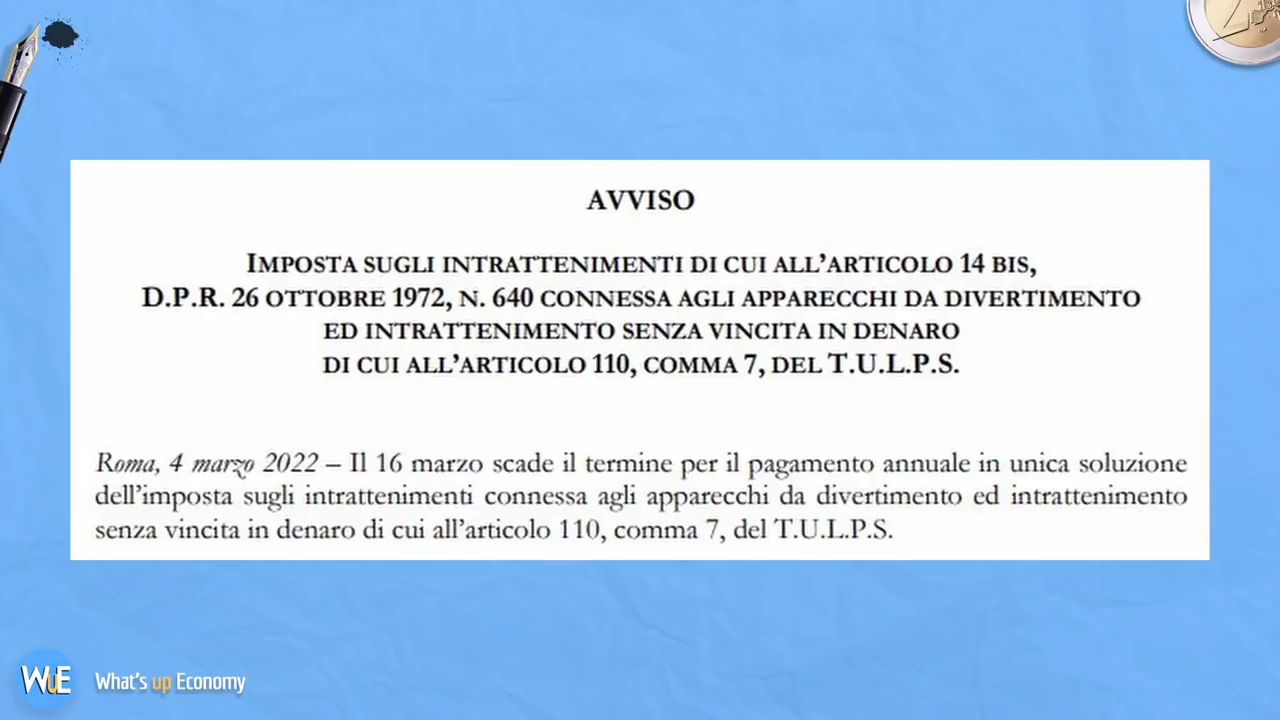 AVVISO
IMPOSTA SUGLI INTRATTENIMENTI DI CUI ALL'ARTICOLO 14 BIS,
D.P.R. 26 OTTOBRE 1972, N. 640 CONNESSA AGLI APPARECCHI DA DIVERTIMENTO
ED INTRATTENIMENTO SENZA VINCITA IN DENARO
DI CUI ALL'ARTICOLO 110, COMMA 7, DEL T.U.L.P.S.
Roma, 4 marzo 2022 – Il 16 marzo scade il termine per il pagamento annuale in unica soluzione
dell'imposta sugli intrattenimenti connessa agli apparecchi da divertimento ed intrattenimento
senza vincita in denaro di cui all'articolo 110, comma 7, del T.U.L.P.S.
WuE What's up Economy